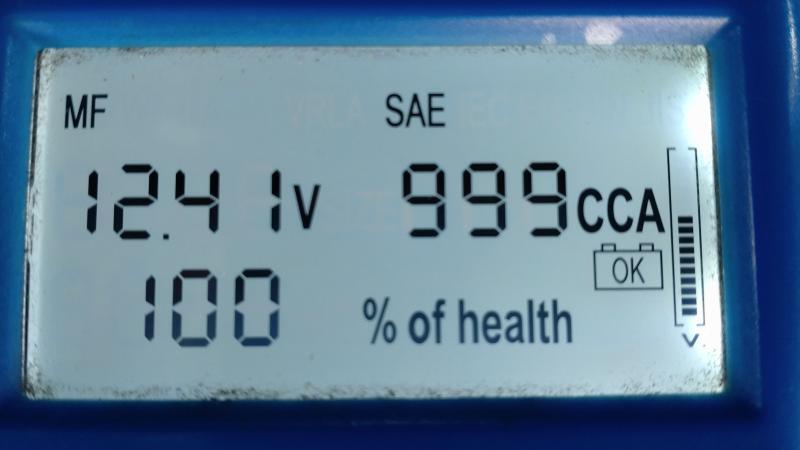 MF SAE
12.41V 999CCA
OK
100 % of health
V